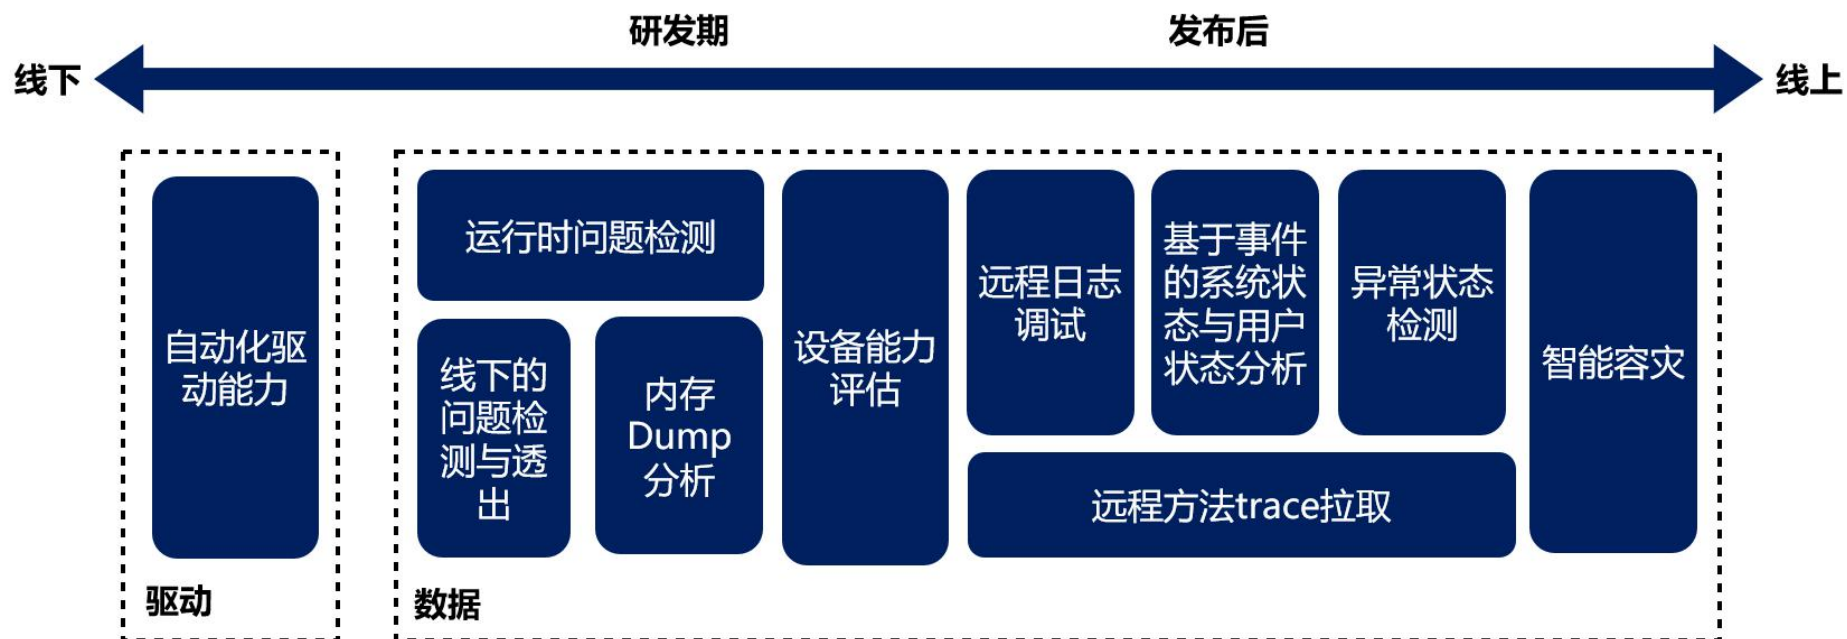 研发期
发布后
线下
线上
自动化驱
动能力
驱动
运行时问题检测
线下的
问题检
测与透
出
内存
Dump
分析
设备能力
评估
远程日志
调试
基于事件
的系统状
态与用户
状态分析
异常状态
检测
远程方法trace拉取
智能容灾
数据